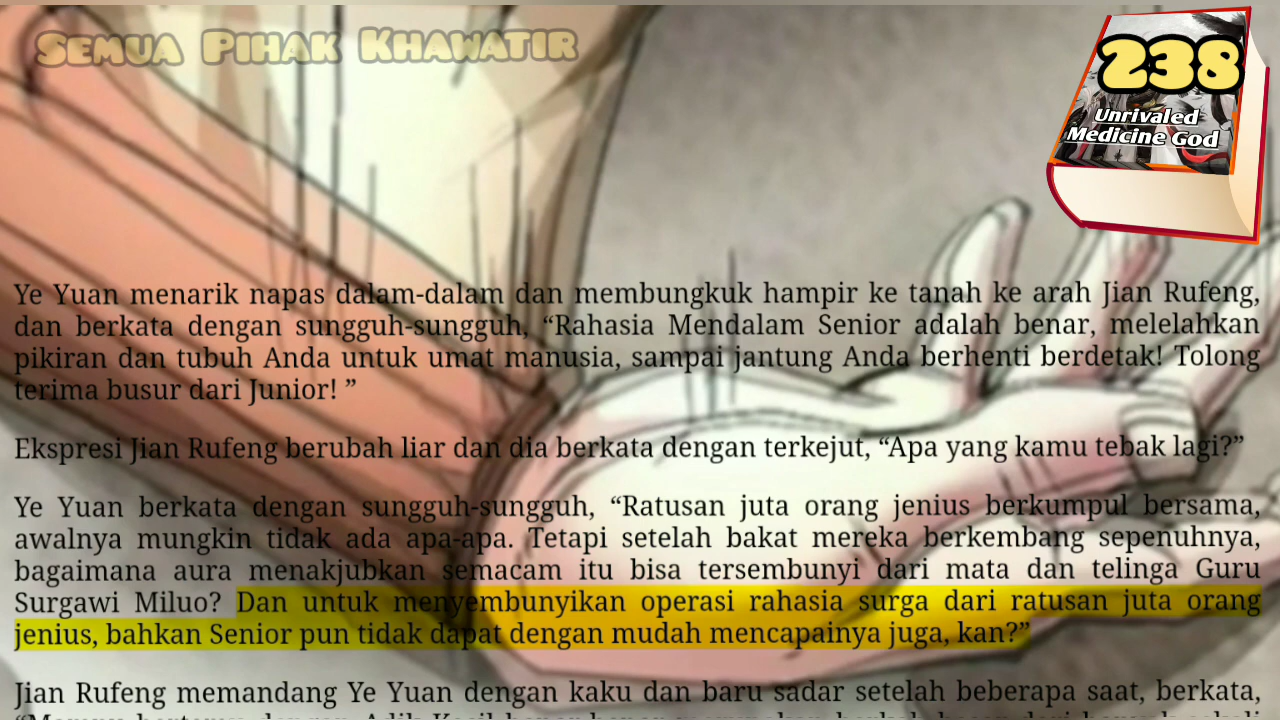 Semua Pihak Khawatir
238
Unrivaled
Medicine God
Ye Yuan menarik napas dalam-dalam dan membungkuk hampir ke tanah ke arah Jian Rufeng,
dan berkata dengan sungguh-sungguh, “Rahasia Mendalam Senior adalah benar, melelahkan
pikiran dan tubuh Anda untuk umat manusia, sampai jantung Anda berhenti berdetak! Tolong
terima busur dari Junior! ”
Ekspresi Jian Rufeng berubah liar dan dia berkata dengan terkejut, “Apa yang kamu tebak lagi?”
Ye Yuan berkata dengan sungguh-sungguh, “Ratusan juta orang jenius berkumpul bersama,
awalnya mungkin tidak ada apa-apa. Tetapi setelah bakat mereka berkembang sepenuhnya,
bagaimana aura menakjubkan semacam itu bisa tersembunyi dari mata dan telinga Guru
Surgawi Miluo? Dan untuk menyembunyikan operasi rahasia surga dari ratusan juta orang
jenius, bahkan Senior pun tidak dapat dengan mudah mencapainya juga, kan?”
Jian Rufeng memandang Ye Yuan dengan kaku dan baru sadar setelah beberapa saat, berkata,